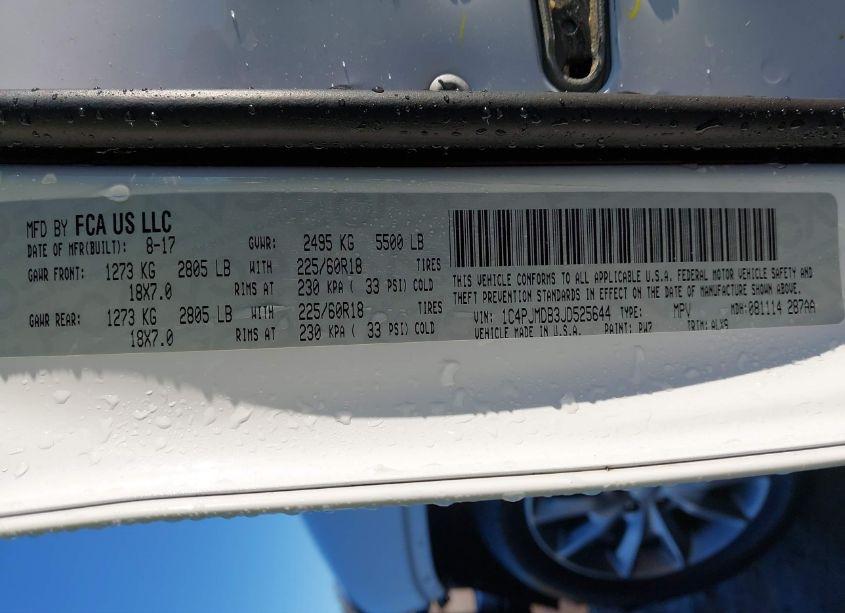 MFD BY FCA US LLC
DATE OF MFR(BUILT): 8-17 GVWR: 2495 KG 5500 LB
GAWR FRONT: 1273 KG 2805 LB WITH 225/60R18 TIRES
18X7.0 RIMS AT 230 KPA ( 33 PSI) COLD
GAWR REAR: 1273 KG 2805 LB WITH 225/60R18 TIRES
18X7.0 RIMS AT 230 KPA ( 33 PSI) COLD
THIS VEHICLE CONFORMS TO ALL APPLICABLE U.S.A. FEDERAL MOTOR VEHICLE SAFETY AND
THEFT PREVENTION STANDARDS IN EFFECT ON THE DATE OF MANUFACTURE SHOWN ABOVE.
VIN: 1C4PJMDB3JD525644 TYPE: MPV MDH: 081114 287AA
VEHICLE MADE IN U.S.A. PAINT: PW7 TRIM: ALX9